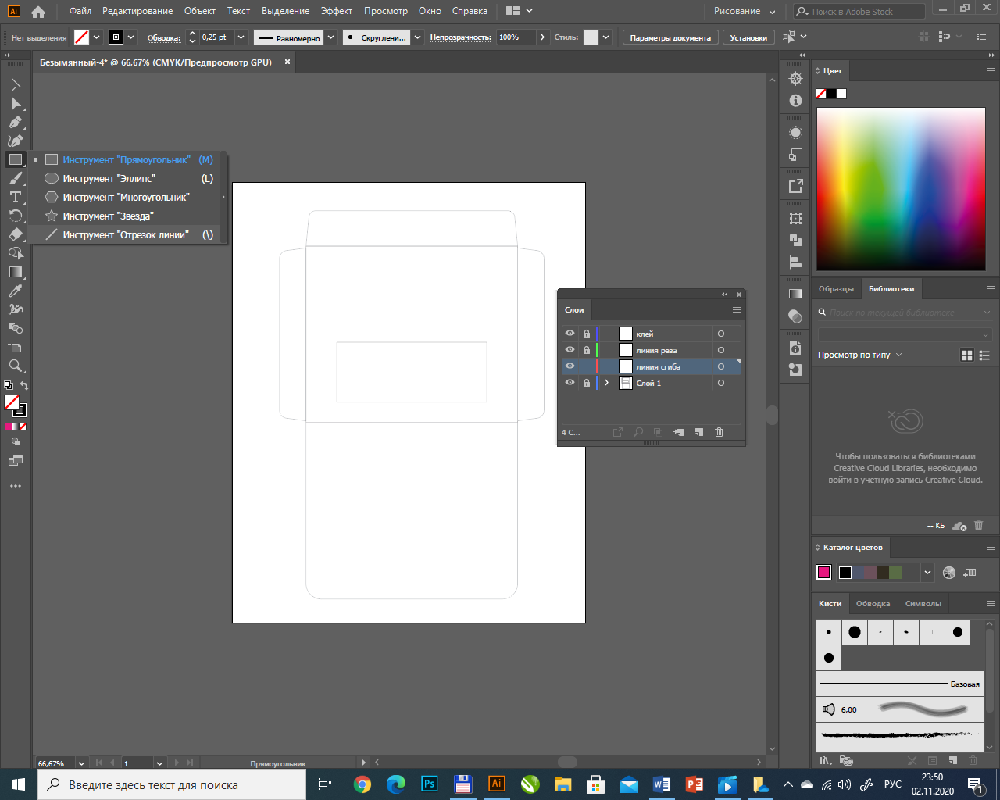 Ai Файл Редактирование Объект Текст Выделение Эффект Просмотр Окно Справка Рисование Поиск в Adobe Stock
Нет выделения Обводка: 0,25 pt Равномерно Скруглени... Непрозрачность: 100% Стиль: Параметры документа Установки
Безымянный-4* @ 66,67% (CMYK/Предпросмотр GPU) ×
Цвет
Инструмент "Прямоугольник" (M)
Инструмент "Эллипс" (L)
Инструмент "Многоугольник"
Инструмент "Звезда"
Инструмент "Отрезок линии" (\)
Слои
клей
линия реза
линия сгиба
Слой 1
4 С...
Образцы Библиотеки
Поиск по текущей библиотеке
Просмотр по типу
Чтобы пользоваться библиотеками
Creative Cloud Libraries, необходимо
войти в учетную запись Creative Cloud.
-- КБ
Каталог цветов
Кисти Обводка Символы
Базовая
6,00
66,67% 1 Прямоугольник
Введите здесь текст для поиска
Ps
Ai
РУС
23:50
02.11.2020
1